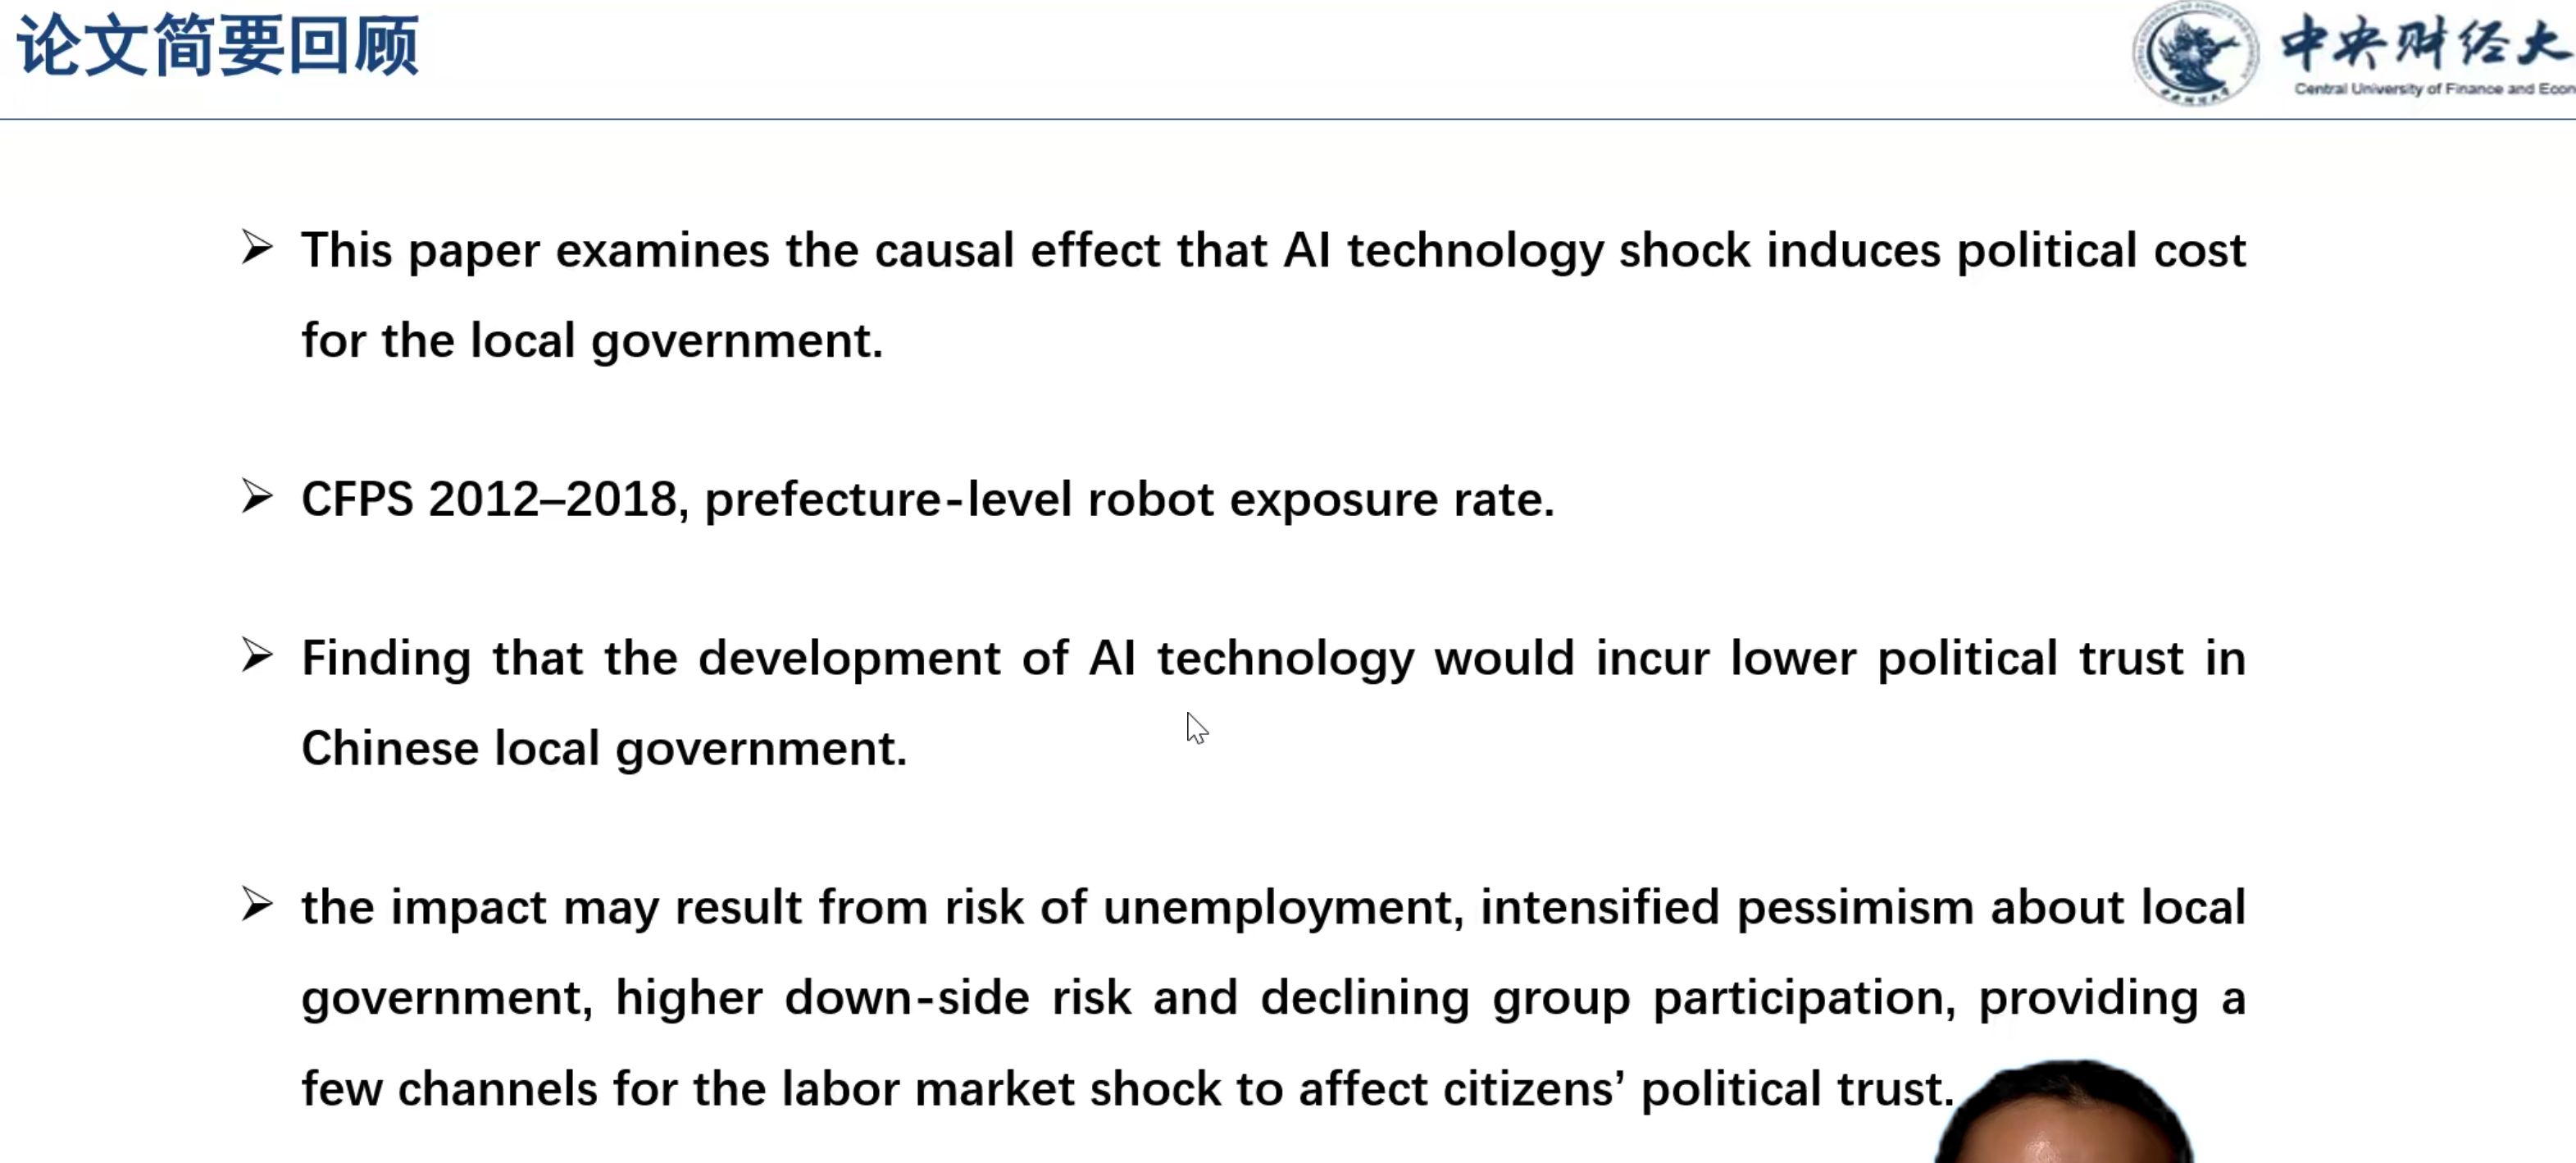 论文简要回顾
中央财经大
Central University of Finance and Econ
➢ This paper examines the causal effect that AI technology shock induces political cost
for the local government.
➢ CFPS 2012–2018, prefecture-level robot exposure rate.
➢ Finding that the development of AI technology would incur lower political trust in
Chinese local government.
➢ the impact may result from risk of unemployment, intensified pessimism about local
government, higher down-side risk and declining group participation, providing a
few channels for the labor market shock to affect citizens’ political trust.